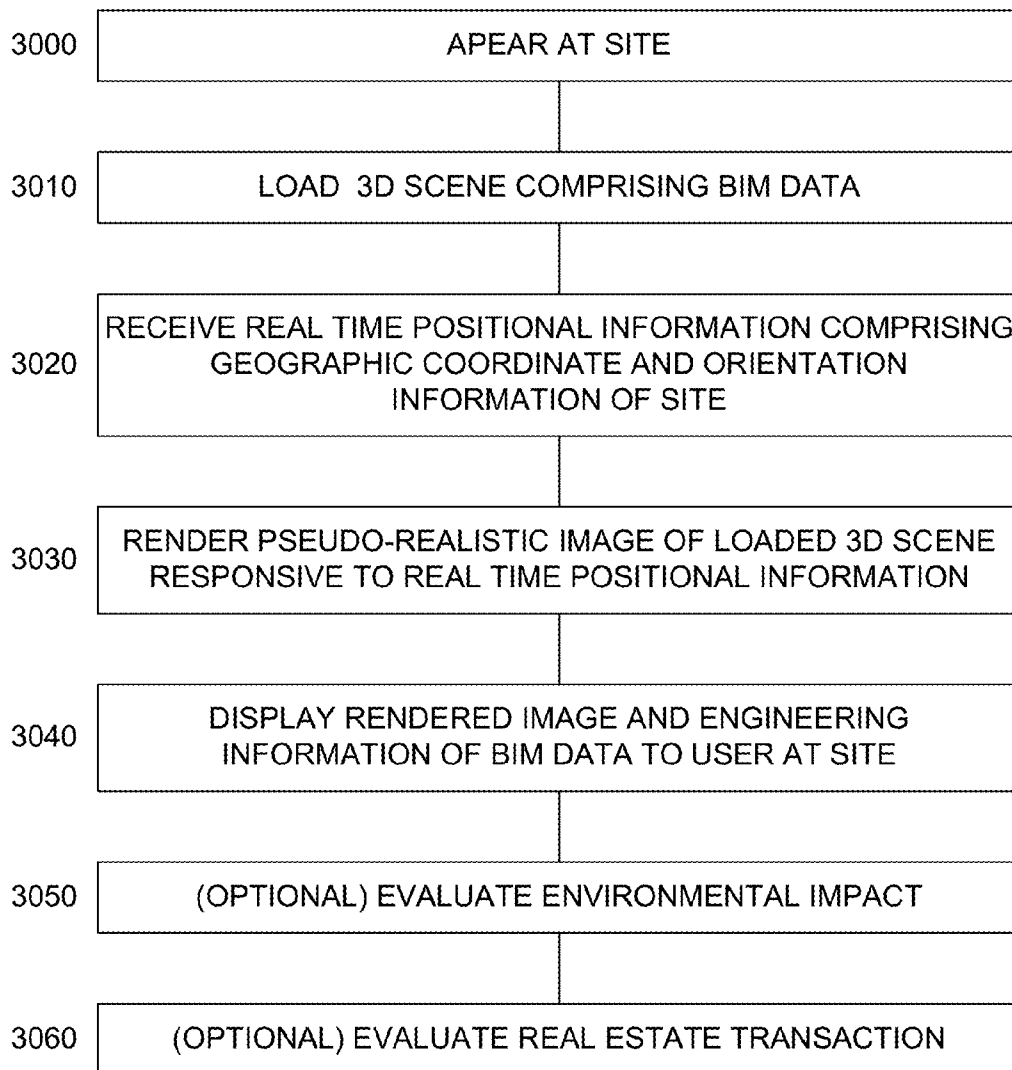 3000 APEAR AT SITE
3010 LOAD 3D SCENE COMPRISING BIM DATA
RECEIVE REAL TIME POSITIONAL INFORMATION COMPRISING
3020 GEOGRAPHIC COORDINATE AND ORIENTATION
INFORMATION OF SITE
3030 RENDER PSEUDO-REALISTIC IMAGE OF LOADED 3D SCENE
RESPONSIVE TO REAL TIME POSITIONAL INFORMATION
3040 DISPLAY RENDERED IMAGE AND ENGINEERING
INFORMATION OF BIM DATA TO USER AT SITE
3050 (OPTIONAL) EVALUATE ENVIRONMENTAL IMPACT
3060 (OPTIONAL) EVALUATE REAL ESTATE TRANSACTION